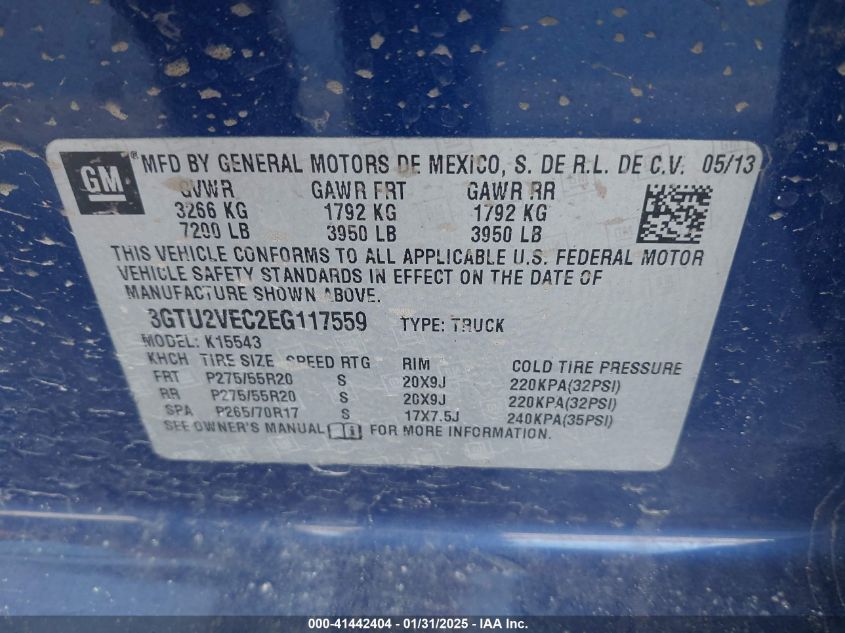 GM ® MFD BY GENERAL MOTORS DE MEXICO, S. DE R.L. DE C.V. 05/13
GVWR GAWR FRT GAWR RR
3266 KG 1792 KG 1792 KG
7200 LB 3950 LB 3950 LB
THIS VEHICLE CONFORMS TO ALL APPLICABLE U.S. FEDERAL MOTOR
VEHICLE SAFETY STANDARDS IN EFFECT ON THE DATE OF
MANUFACTURE SHOWN ABOVE.
3GTU2VEC2EG117559 TYPE: TRUCK
MODEL: K15543
KHCH TIRE SIZE SPEED RTG RIM COLD TIRE PRESSURE
FRT P275/55R20 S 20X9J 220KPA(32PSI)
RR P275/55R20 S 20X9J 220KPA(32PSI)
SPA P265/70R17 S 17X7.5J 240KPA(35PSI)
SEE OWNER'S MANUAL FOR MORE INFORMATION.
000-41442404 - 01/31/2025 - IAA Inc.